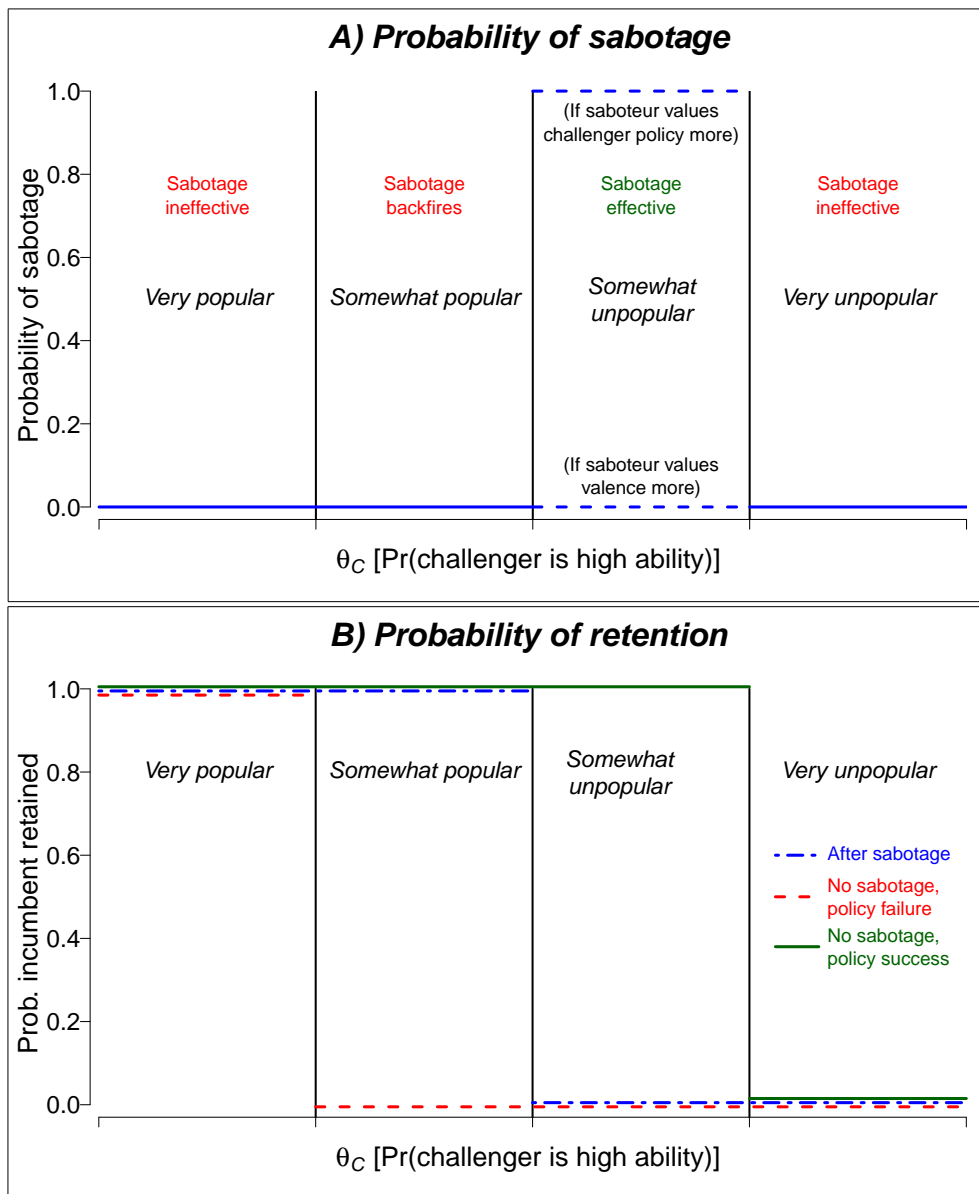 A) Probability of sabotage
Probability of sabotage
1.0
0.8
0.6
0.4
0.2
0.0
(If saboteur values
challenger policy more)
Sabotage
ineffective
Sabotage
backfires
Sabotage
effective
Sabotage
ineffective
Very popular
Somewhat popular
Somewhat
unpopular
Very unpopular
(If saboteur values
valence more)
θC [Pr(challenger is high ability)]
B) Probability of retention
Prob. incumbent retained
1.0
0.8
0.6
0.4
0.2
0.0
Very popular
Somewhat popular
Somewhat
unpopular
Very unpopular
After sabotage
No sabotage,
policy failure
No sabotage,
policy success
θC [Pr(challenger is high ability)]